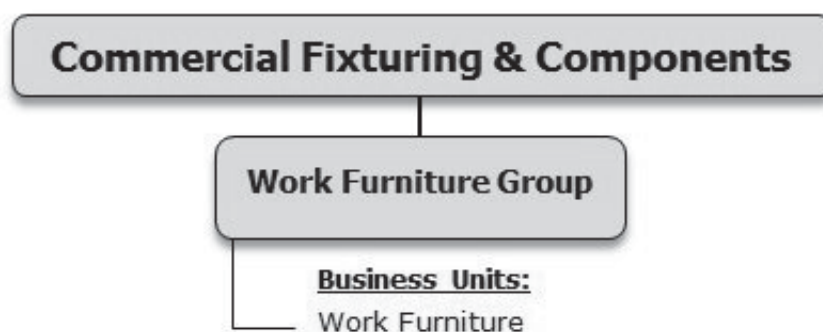 Commercial Fixturing & Components
Work Furniture Group
Business Units:
Work Furniture